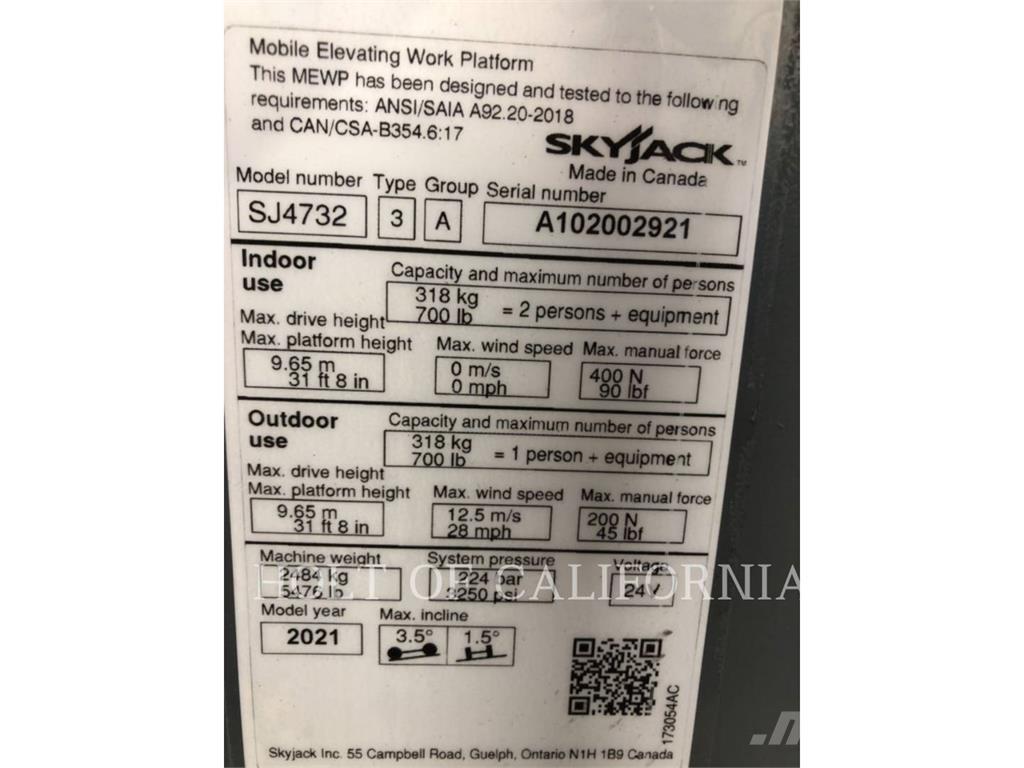 Mobile Elevating Work Platform
This MEWP has been designed and tested to the following
requirements: ANSI/SAIA A92.20-2018
and CAN/CSA-B354.6:17
SKYJACK™
Made in Canada
Model number Type Group Serial number
SJ4732 3 A A102002921
Indoor use
Capacity and maximum number of persons
318 kg
700 lb = 2 persons + equipment
Max. drive height
Max. platform height Max. wind speed Max. manual force
9.65 m 0 m/s 400 N
31 ft 8 in 0 mph 90 lbf
Outdoor use
Capacity and maximum number of persons
318 kg
700 lb = 1 person + equipment
Max. drive height
Max. platform height Max. wind speed Max. manual force
9.65 m 12.5 m/s 200 N
31 ft 8 in 28 mph 45 lbf
Machine weight System pressure Voltage
2484 kg 224 bar 24V
5476 lb 3250 psi
HOLT OF CALIFORNIA
Model year Max. incline
2021 3.5° 1.5°
173054AC
Skyjack Inc. 55 Campbell Road, Guelph, Ontario N1H 1B9 Canada